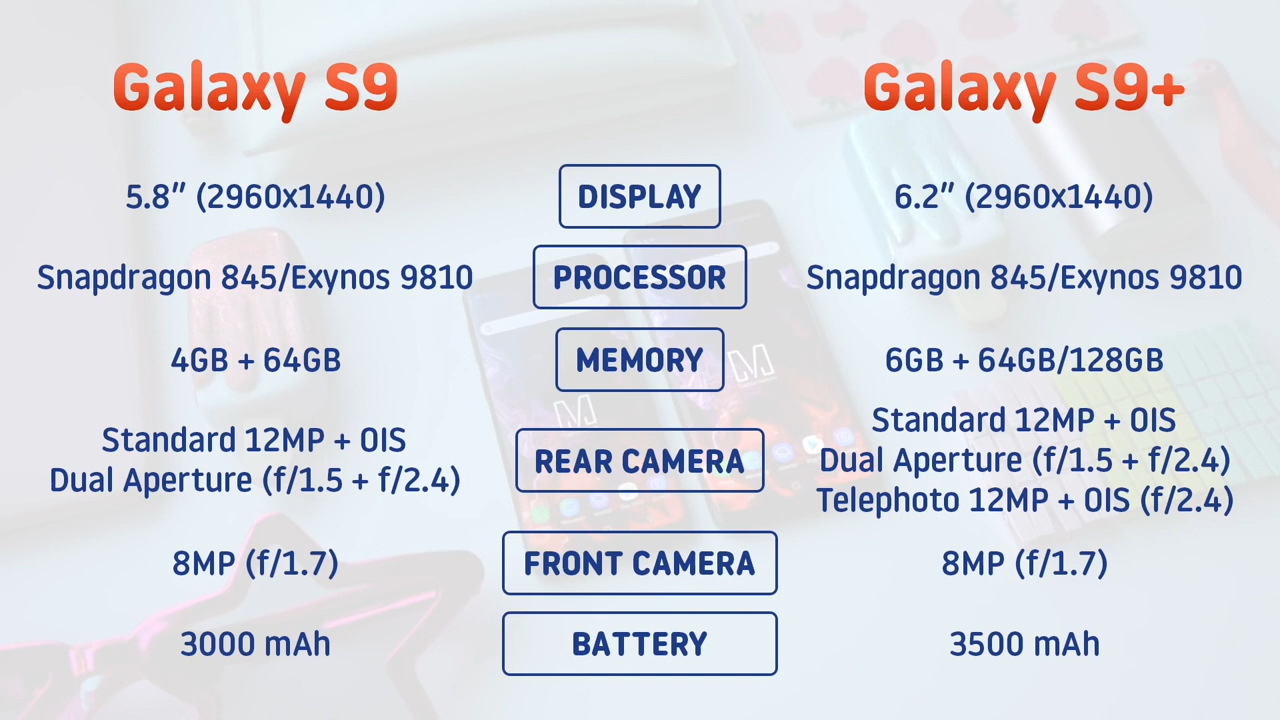 Galaxy S9
Galaxy S9+
5.8″ (2960x1440)
DISPLAY
6.2″ (2960x1440)
Snapdragon 845/Exynos 9810
PROCESSOR
Snapdragon 845/Exynos 9810
4GB + 64GB
MEMORY
6GB + 64GB/128GB
Standard 12MP + OIS
Dual Aperture (f/1.5 + f/2.4)
REAR CAMERA
Standard 12MP + OIS
Dual Aperture (f/1.5 + f/2.4)
Telephoto 12MP + OIS (f/2.4)
8MP (f/1.7)
FRONT CAMERA
8MP (f/1.7)
3000 mAh
BATTERY
3500 mAh